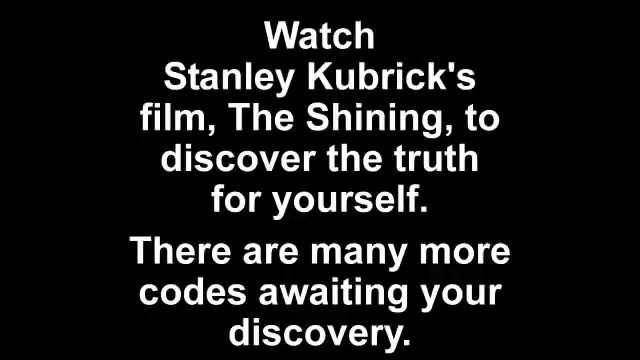 Watch
Stanley Kubrick's
film, The Shining, to
discover the truth
for yourself.
There are many more
codes awaiting your
discovery.